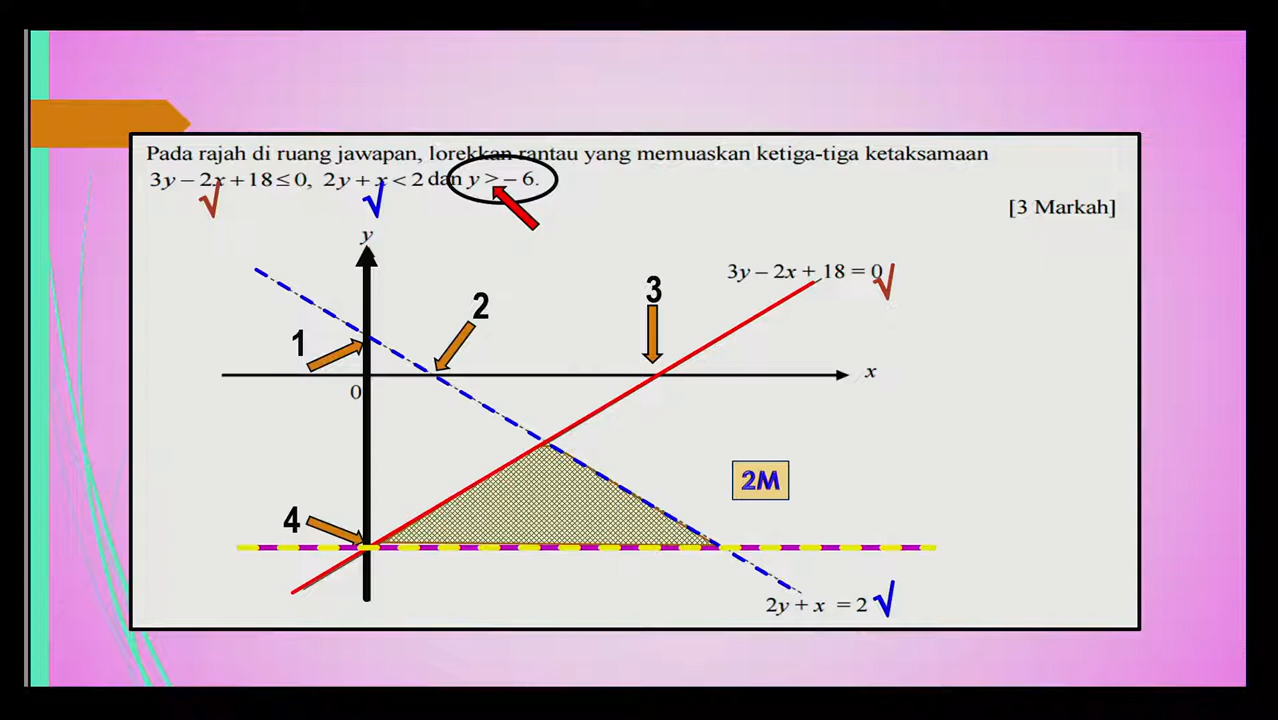 Pada rajah di ruang jawapan, lorekkan rantau yang memuaskan ketiga-tiga ketaksamaan
3y – 2x + 18 ≤ 0, 2y + x < 2 dan y > – 6.
[3 Markah]
y
3y – 2x + 18 = 0
3
2
1
x
0
2M
4
2y + x = 2